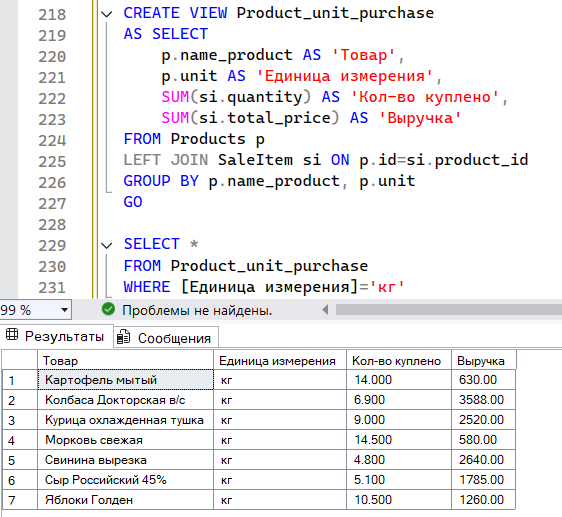 218 CREATE VIEW Product_unit_purchase
219 AS SELECT
220 p.name_product AS 'Товар',
221 p.unit AS 'Единица измерения',
222 SUM(si.quantity) AS 'Кол-во куплено',
223 SUM(si.total_price) AS 'Выручка'
224 FROM Products p
225 LEFT JOIN SaleItem si ON p.id=si.product_id
226 GROUP BY p.name_product, p.unit
227 GO
228
229 SELECT *
230 FROM Product_unit_purchase
231 WHERE [Единица измерения]='кг'
99 % Проблемы не найдены.
Результаты Сообщения
Товар Единица измерения Кол-во куплено Выручка
1 Картофель мытый кг 14.000 630.00
2 Колбаса Докторская в/с кг 6.900 3588.00
3 Курица охлажденная тушка кг 9.000 2520.00
4 Морковь свежая кг 14.500 580.00
5 Свинина вырезка кг 4.800 2640.00
6 Сыр Российский 45% кг 5.100 1785.00
7 Яблоки Голден кг 10.500 1260.00